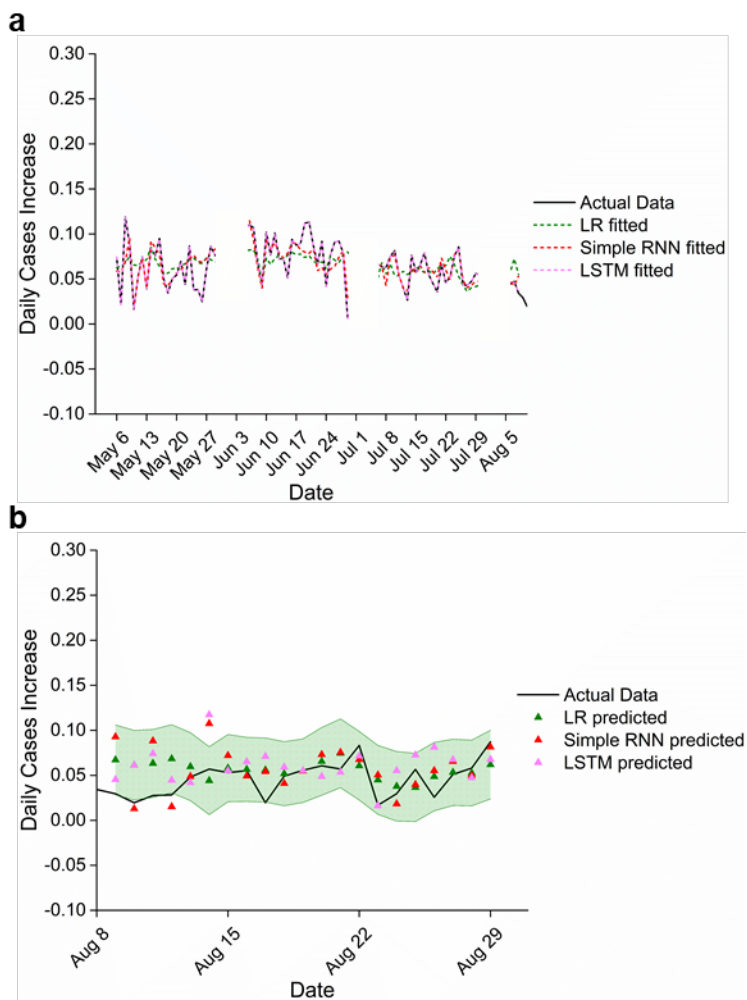 a
0.30
0.25
0.20
0.15
0.10
0.05
0.00
-0.05
-0.10
Daily Cases Increase
May 6
May 13
May 20
May 27
Jun 3
Jun 10
Jun 17
Jun 24
Jul 1
Jul 8
Jul 15
Jul 22
Jul 29
Aug 5
Date
Actual Data
LR fitted
Simple RNN fitted
LSTM fitted
b
0.30
0.25
0.20
0.15
0.10
0.05
0.00
-0.05
-0.10
Daily Cases Increase
Aug 8
Aug 15
Aug 22
Aug 29
Date
Actual Data
LR predicted
Simple RNN predicted
LSTM predicted